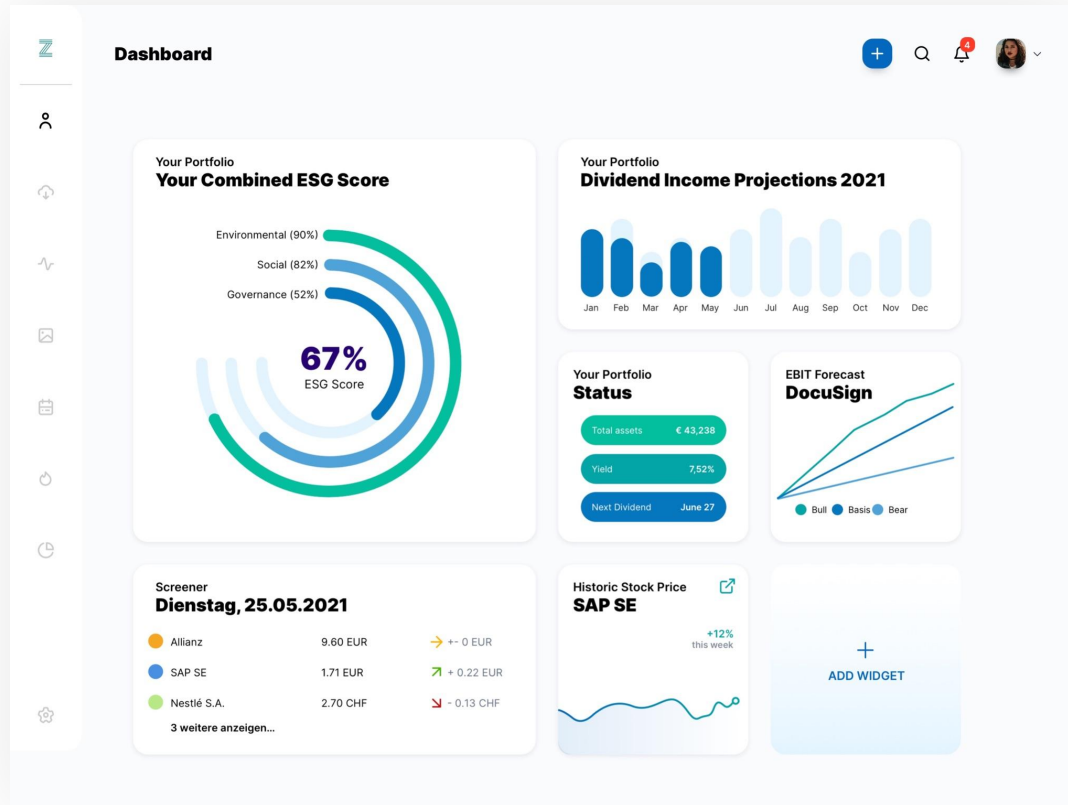 Dashboard
4
Your Portfolio
Your Combined ESG Score
Environmental (90%)
Social (82%)
Governance (52%)
67%
ESG Score
Your Portfolio
Dividend Income Projections 2021
Jan Feb Mar Apr May Jun Jul Aug Sep Oct Nov Dec
Your Portfolio
Status
Total assets € 43,238
Yield 7,52%
Next Dividend June 27
EBIT Forecast
DocuSign
Bull Basis Bear
Screener
Dienstag, 25.05.2021
Allianz 9.60 EUR +- 0 EUR
SAP SE 1.71 EUR + 0.22 EUR
Nestlé S.A. 2.70 CHF - 0.13 CHF
3 weitere anzeigen...
Historic Stock Price
SAP SE
+12%
this week
ADD WIDGET